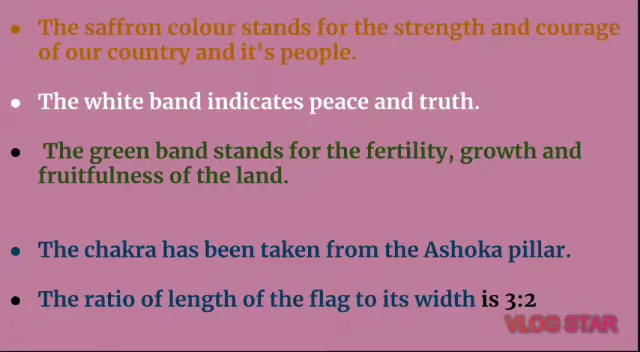 ● The saffron colour stands for the strength and courage
of our country and it's people.
● The white band indicates peace and truth.
● The green band stands for the fertility, growth and
fruitfulness of the land.
● The chakra has been taken from the Ashoka pillar.
● The ratio of length of the flag to its width is 3:2
VLOG STAR